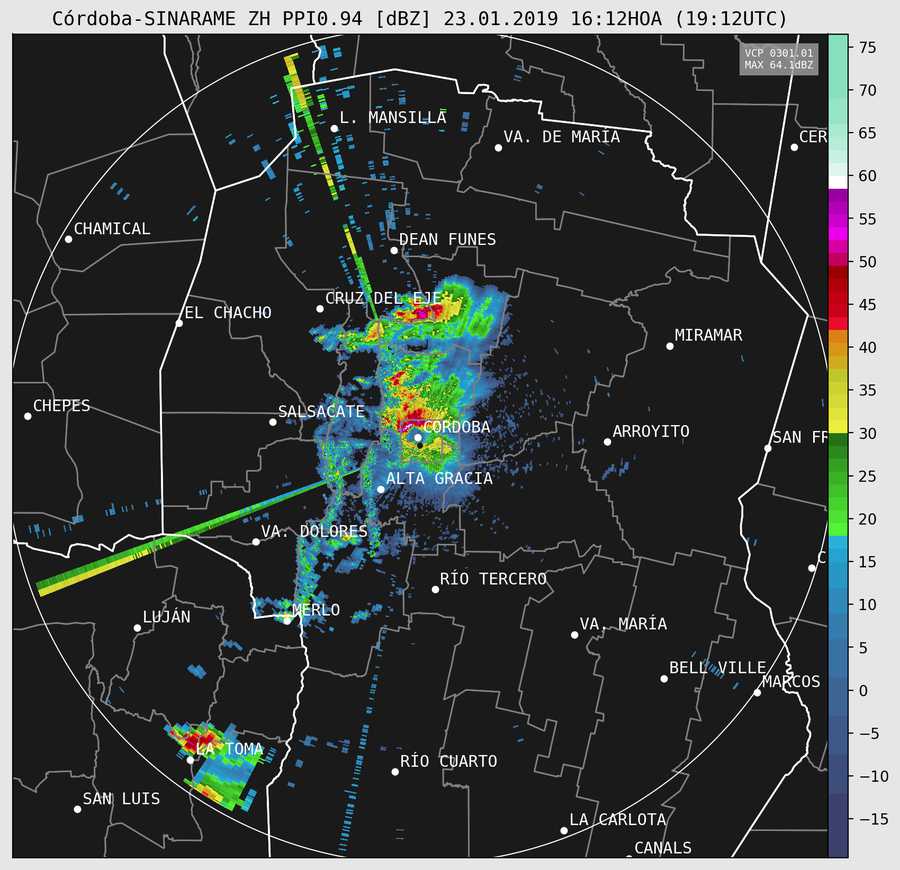 Córdoba-SINARAME ZH PPI0.94 [dBZ] 23.01.2019 16:12HOA (19:12UTC)
VCP 0301.01
MAX 64.1dBZ
75
70
65
60
55
50
45
40
35
30
25
20
15
10
5
0
−5
−10
−15
L. MANSILLA
VA. DE MARÍA
CER
CHAMICAL
DEAN FUNES
CRUZ DEL EJE
EL CHACHO
MIRAMAR
CHEPES
SALSACATE
CÓRDOBA
ARROYITO
SAN FR
ALTA GRACIA
VA. DOLORES
C
RÍO TERCERO
MERLO
LUJÁN
VA. MARÍA
BELL VILLE
MARCOS
LA TOMA
RÍO CUARTO
SAN LUIS
LA CARLOTA
CANALS